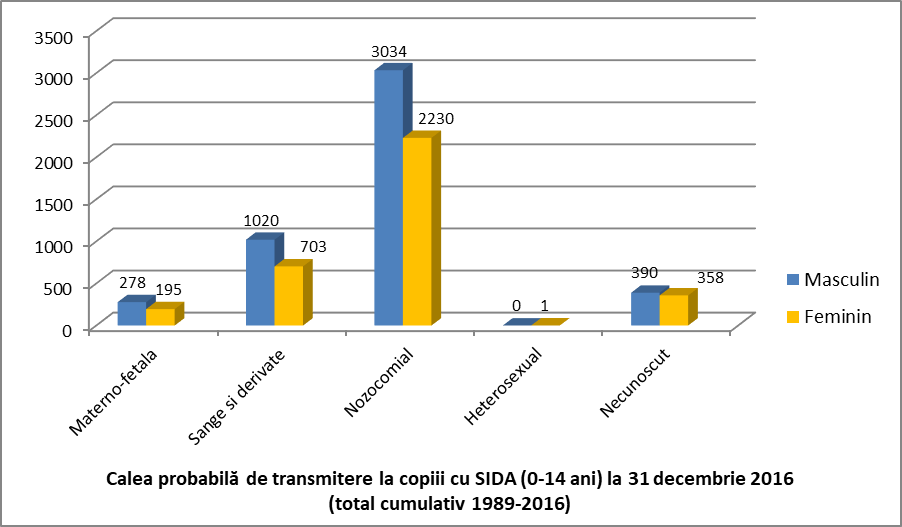 3500
3000
2500
2000
1500
1000
500
0
278
195
1020
703
3034
2230
0
1
390
358
Materno-fetala
Sange si derivate
Nozocomial
Heterosexual
Necunoscut
Masculin
Feminin
Calea probabilă de transmitere la copiii cu SIDA (0-14 ani) la 31 decembrie 2016
(total cumulativ 1989-2016)